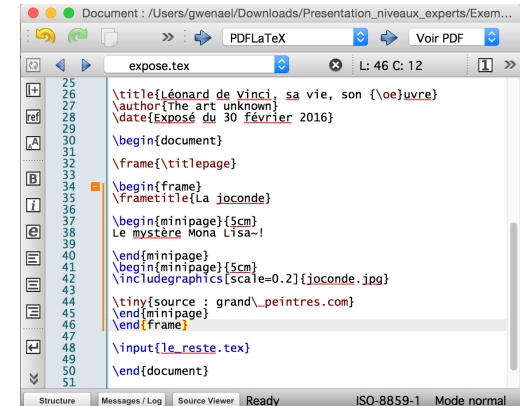 Document : /Users/gwenael/Downloads/Presentation_niveaux_experts/Exem...
» PDFLaTeX Voir PDF »
expose.tex L: 46 C: 12 1 »
25
26 \title{Léonard de Vinci, sa vie, son {\oe}uvre}
27 \author{The art unknown}
28 \date{Exposé du 30 février 2016}
29
30 \begin{document}
31
32 \frame{\titlepage}
33
34 \begin{frame}
35 \frametitle{La joconde}
36
37 \begin{minipage}{5cm}
38 Le mystère Mona Lisa~!
39
40 \end{minipage}
41 \begin{minipage}{5cm}
42 \includegraphics[scale=0.2]{joconde.jpg}
43
44 \tiny{source : grand\_peintres.com}
45 \end{minipage}
46 \end{frame}
47
48 \input{le_reste.tex}
49
50 \end{document}
51
ref
A A
B
i
e
Structure Messages / Log Source Viewer Ready ISO-8859-1 Mode normal